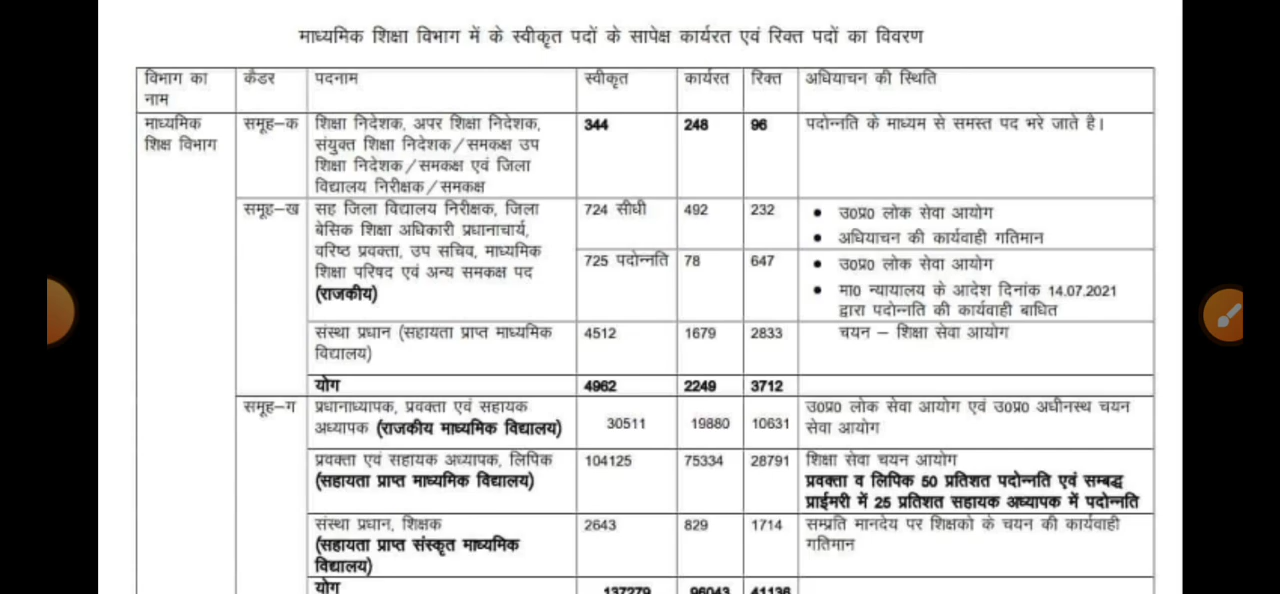 माध्यमिक शिक्षा विभाग में के स्वीकृत पदों के सापेक्ष कार्यरत एवं रिक्त पदों का विवरण
विभाग का नाम
कैडर
पदनाम
स्वीकृत
कार्यरत
रिक्त
अधियाचन की स्थिति
माध्यमिक
शिक्ष विभाग
समूह–क
शिक्षा निदेशक, अपर शिक्षा निदेशक,
संयुक्त शिक्षा निदेशक/समकक्ष उप
शिक्षा निदेशक/समकक्ष एवं जिला
विद्यालय निरीक्षक/समकक्ष
344
248
96
पदोन्नति के माध्यम से समस्त पद भरे जाते है।
समूह–ख
सह जिला विद्यालय निरीक्षक, जिला
बेसिक शिक्षा अधिकारी प्रधानाचार्य,
वरिष्ठ प्रवक्ता, उप सचिव, माध्यमिक
शिक्षा परिषद एवं अन्य समकक्ष पद
(राजकीय)
724 सीधी
492
232
• उ0प्र0 लोक सेवा आयोग
• अधियाचन की कार्यवाही गतिमान
725 पदोन्नति
78
647
• उ0प्र0 लोक सेवा आयोग
• मा0 न्यायालय के आदेश दिनांक 14.07.2021
द्वारा पदोन्नति की कार्यवाही बाधित
संस्था प्रधान (सहायता प्राप्त माध्यमिक
विद्यालय)
4512
1679
2833
चयन – शिक्षा सेवा आयोग
योग
4962
2249
3712
समूह–ग
प्रधानाध्यापक, प्रवक्ता एवं सहायक
अध्यापक (राजकीय माध्यमिक विद्यालय)
30511
19880
10631
उ0प्र0 लोक सेवा आयोग एवं उ0प्र0 अधीनस्थ चयन
सेवा आयोग
प्रवक्ता एवं सहायक अध्यापक, लिपिक
(सहायता प्राप्त माध्यमिक विद्यालय)
104125
75334
28791
शिक्षा सेवा चयन आयोग
प्रवक्ता व लिपिक 50 प्रतिशत पदोन्नति एवं सम्बद्ध
प्राईमरी में 25 प्रतिशत सहायक अध्यापक में पदोन्नति
संस्था प्रधान, शिक्षक
(सहायता प्राप्त संस्कृत माध्यमिक
विद्यालय)
2643
829
1714
सम्प्रति मानदेय पर शिक्षको के चयन की कार्यवाही
गतिमान
योग
137279
96043
41136